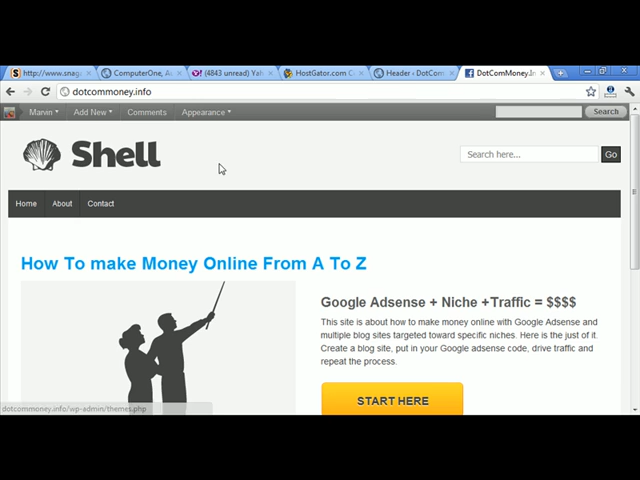 http://www.snag
ComputerOne, A
(4843 unread) Yah
HostGator.com C
Header - DotCom
DotComMoney.In
dotcommoney.info
Marvin Add New Comments Appearance Search
Shell
Search here... Go
Home About Contact
How To make Money Online From A To Z
Google Adsense + Niche +Traffic = $$$$
This site is about how to make money online with Google Adsense and
multiple blog sites targeted toward specific niches. Here is the just of it.
Create a blog site, put in your Google adsense code, drive traffic and
repeat the process.
START HERE
dotcommoney.info/wp-admin/themes.php